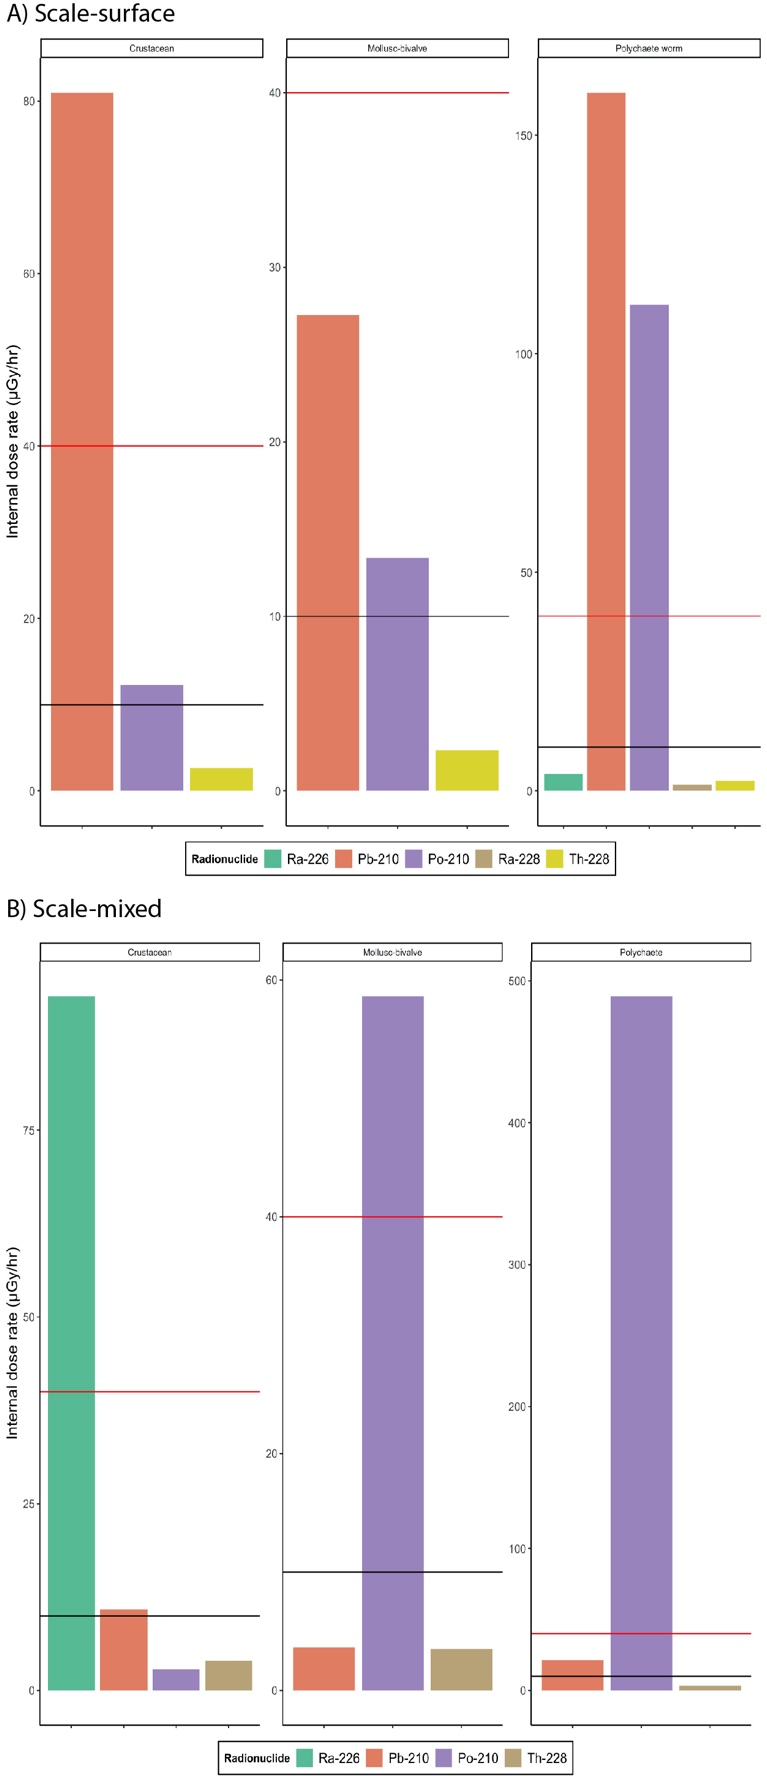 A) Scale-surface
Crustacean
Mollusc-bivalve
Polychaete worm
Internal dose rate (µGy/hr)
80
60
40
20
0
40
30
20
10
0
150
100
50
0
Radionuclide Ra-226 Pb-210 Po-210 Ra-228 Th-228
B) Scale-mixed
Crustacean
Mollusc-bivalve
Polychaete
Internal dose rate (µGy/hr)
75
50
25
0
60
40
20
0
500
400
300
200
100
0
Radionuclide Ra-226 Pb-210 Po-210 Th-228